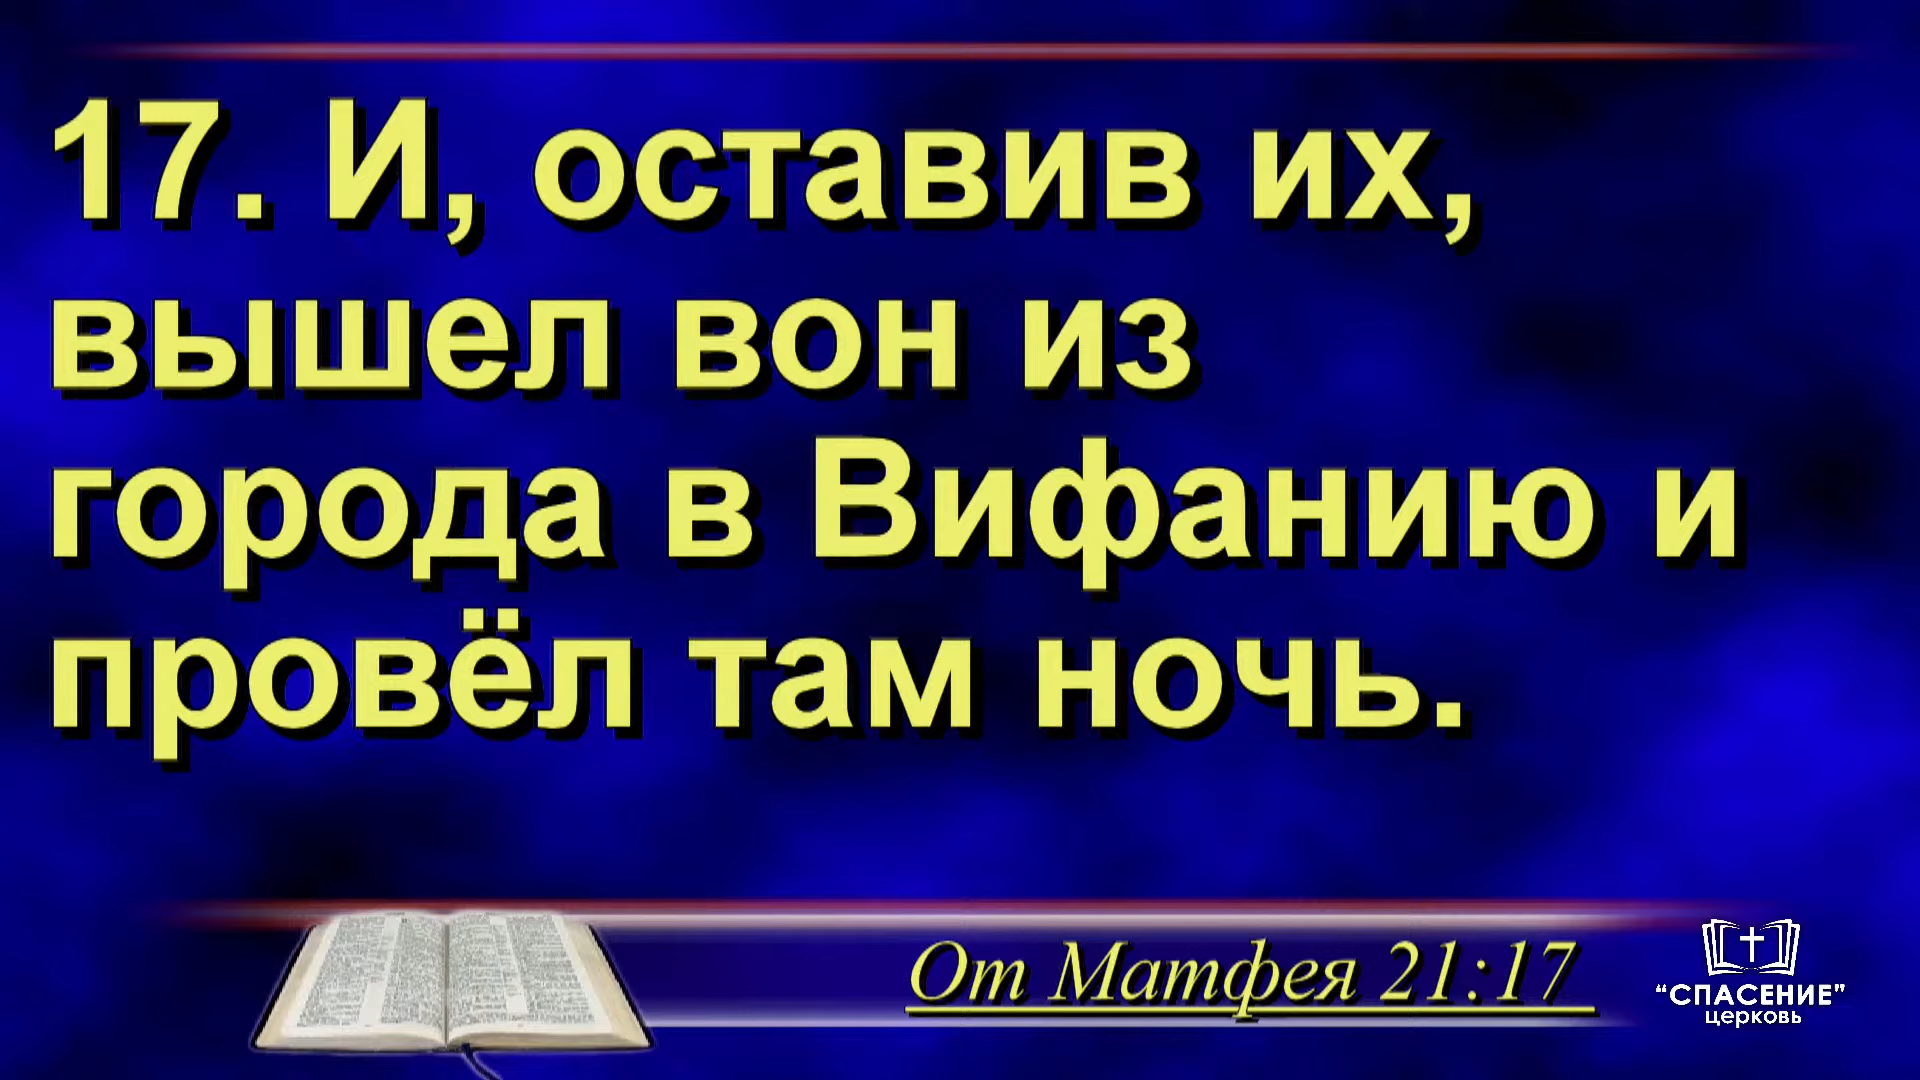 17. И, оставив их,
вышел вон из
города в Вифанию и
провёл там ночь.
От Матфея 21:17
“СПАСЕНИЕ”
церковь